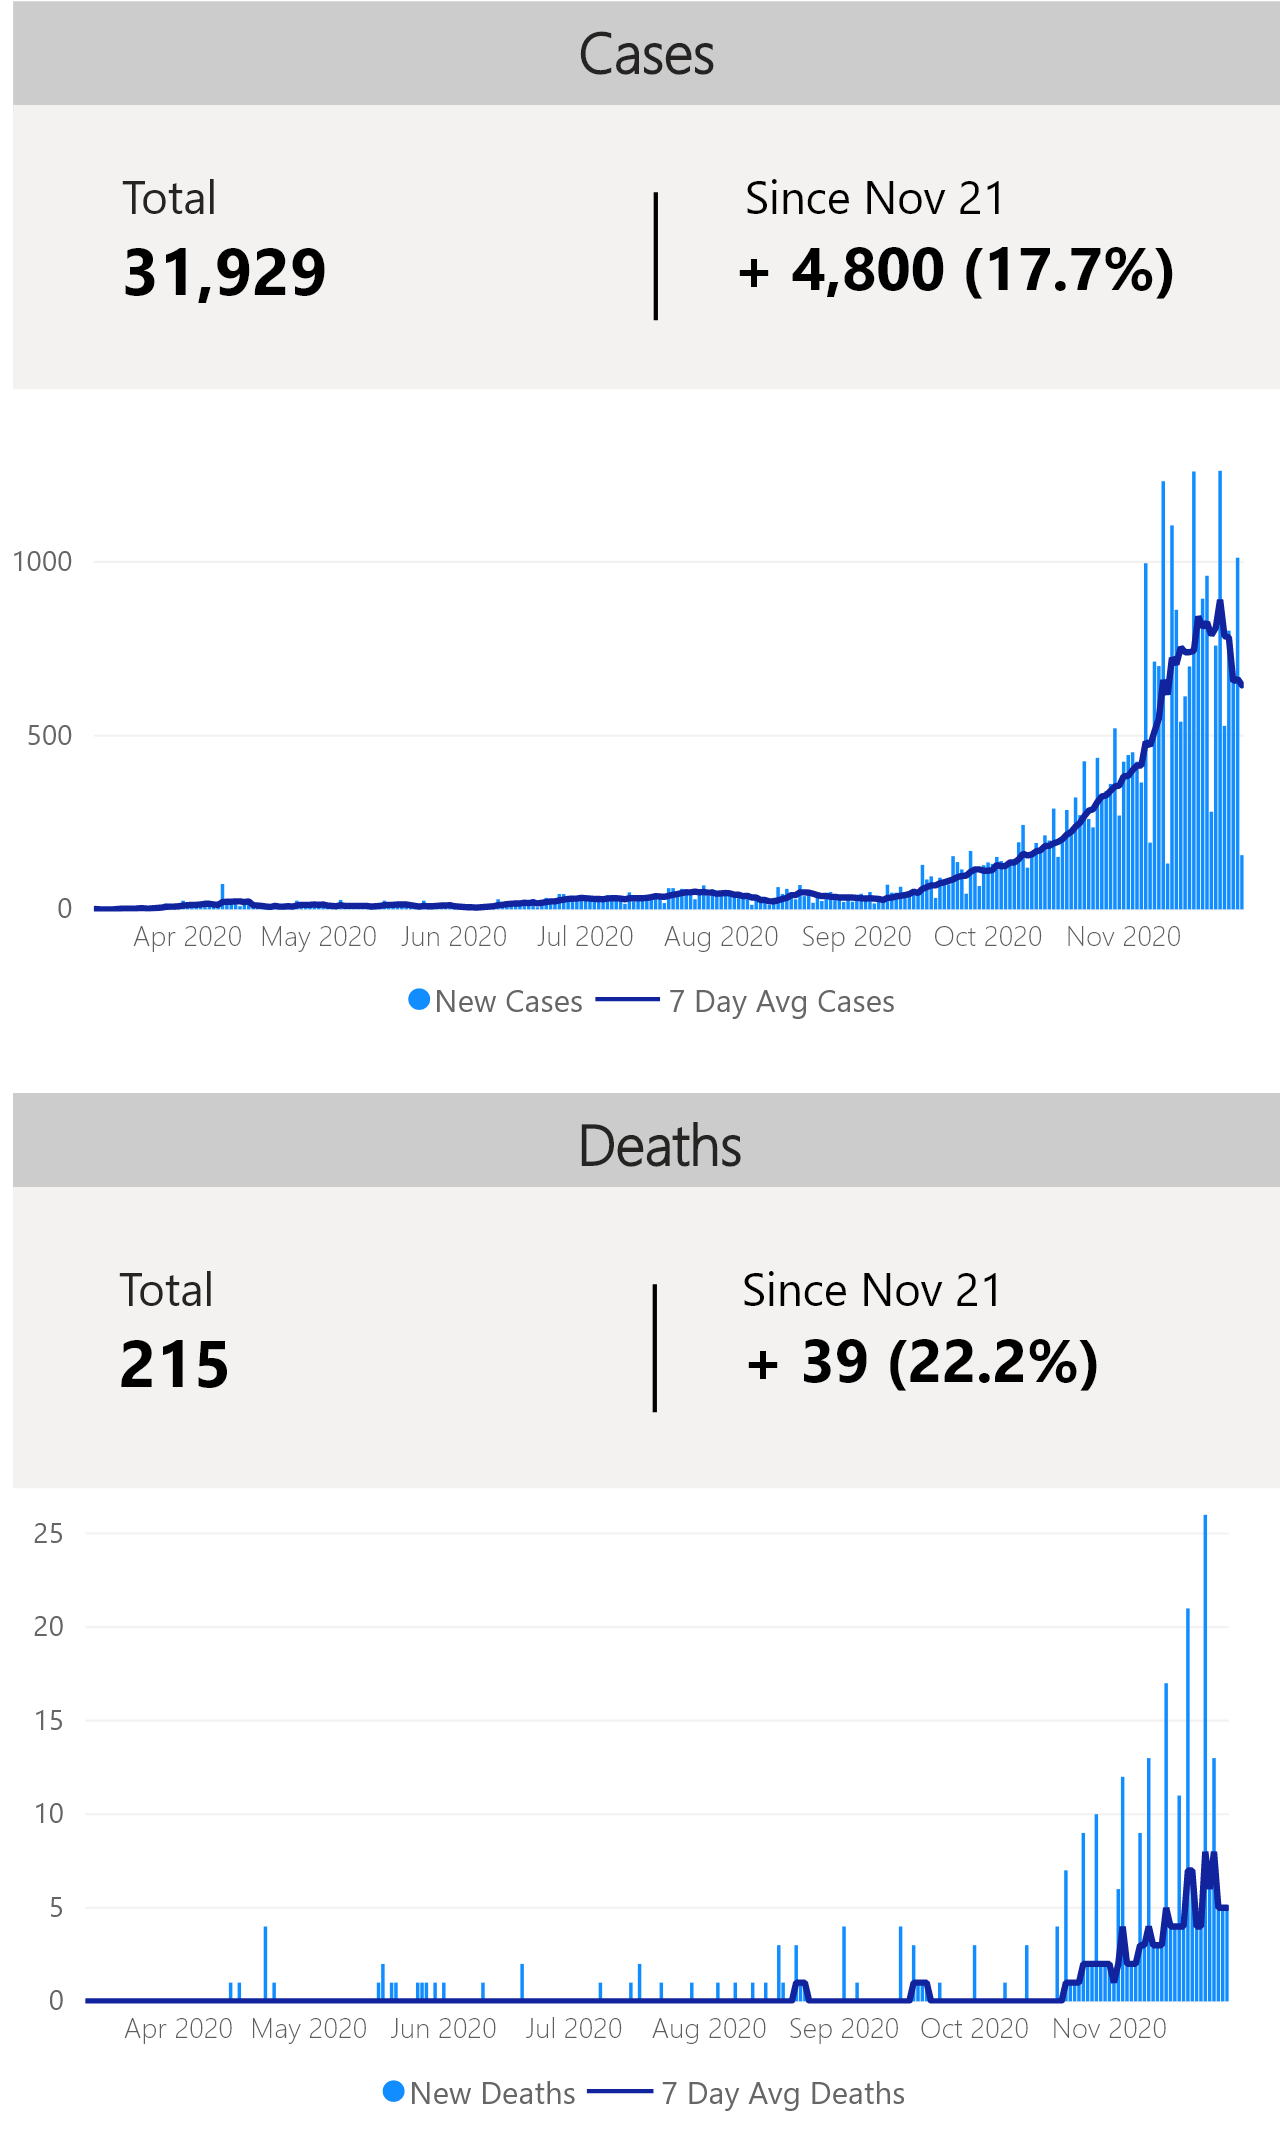 Cases
Total
Since Nov 21
31,929
+ 4,800 (17.7%)
1000
500
0
Apr 2020 May 2020 Jun 2020 Jul 2020 Aug 2020 Sep 2020 Oct 2020 Nov 2020
New Cases 7 Day Avg Cases
Deaths
Total
Since Nov 21
215
+ 39 (22.2%)
25
20
15
10
5
0
Apr 2020 May 2020 Jun 2020 Jul 2020 Aug 2020 Sep 2020 Oct 2020 Nov 2020
New Deaths 7 Day Avg Deaths